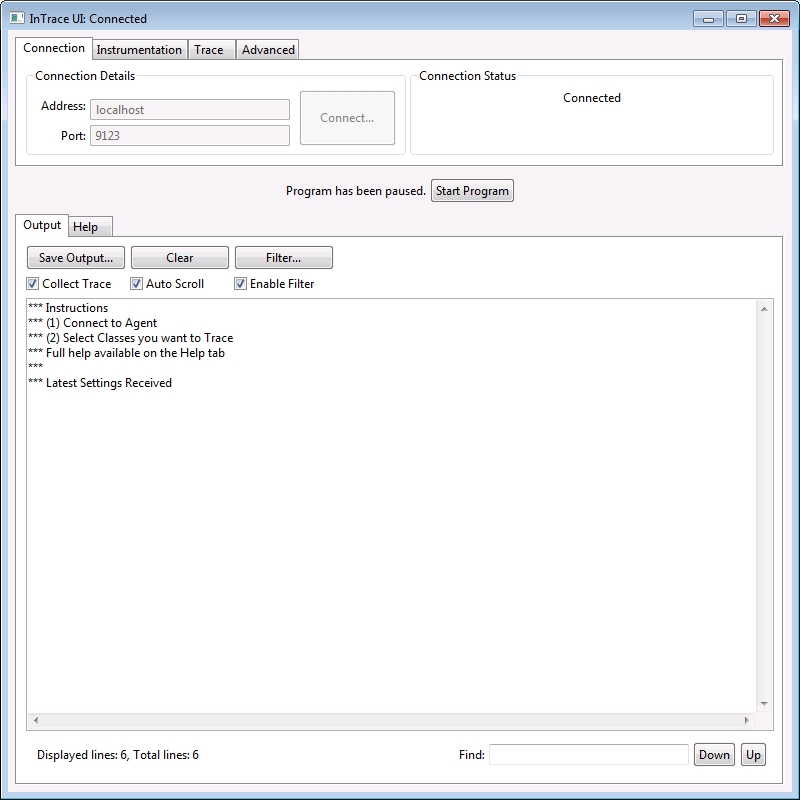 InTrace UI: Connected
Connection Instrumentation Trace Advanced
Connection Details
Address: localhost
Port: 9123
Connect...
Connection Status
Connected
Program has been paused. Start Program
Output Help
Save Output... Clear Filter...
Collect Trace Auto Scroll Enable Filter
*** Instructions
*** (1) Connect to Agent
*** (2) Select Classes you want to Trace
*** Full help available on the Help tab
***
*** Latest Settings Received
Displayed lines: 6, Total lines: 6 Find: Down Up